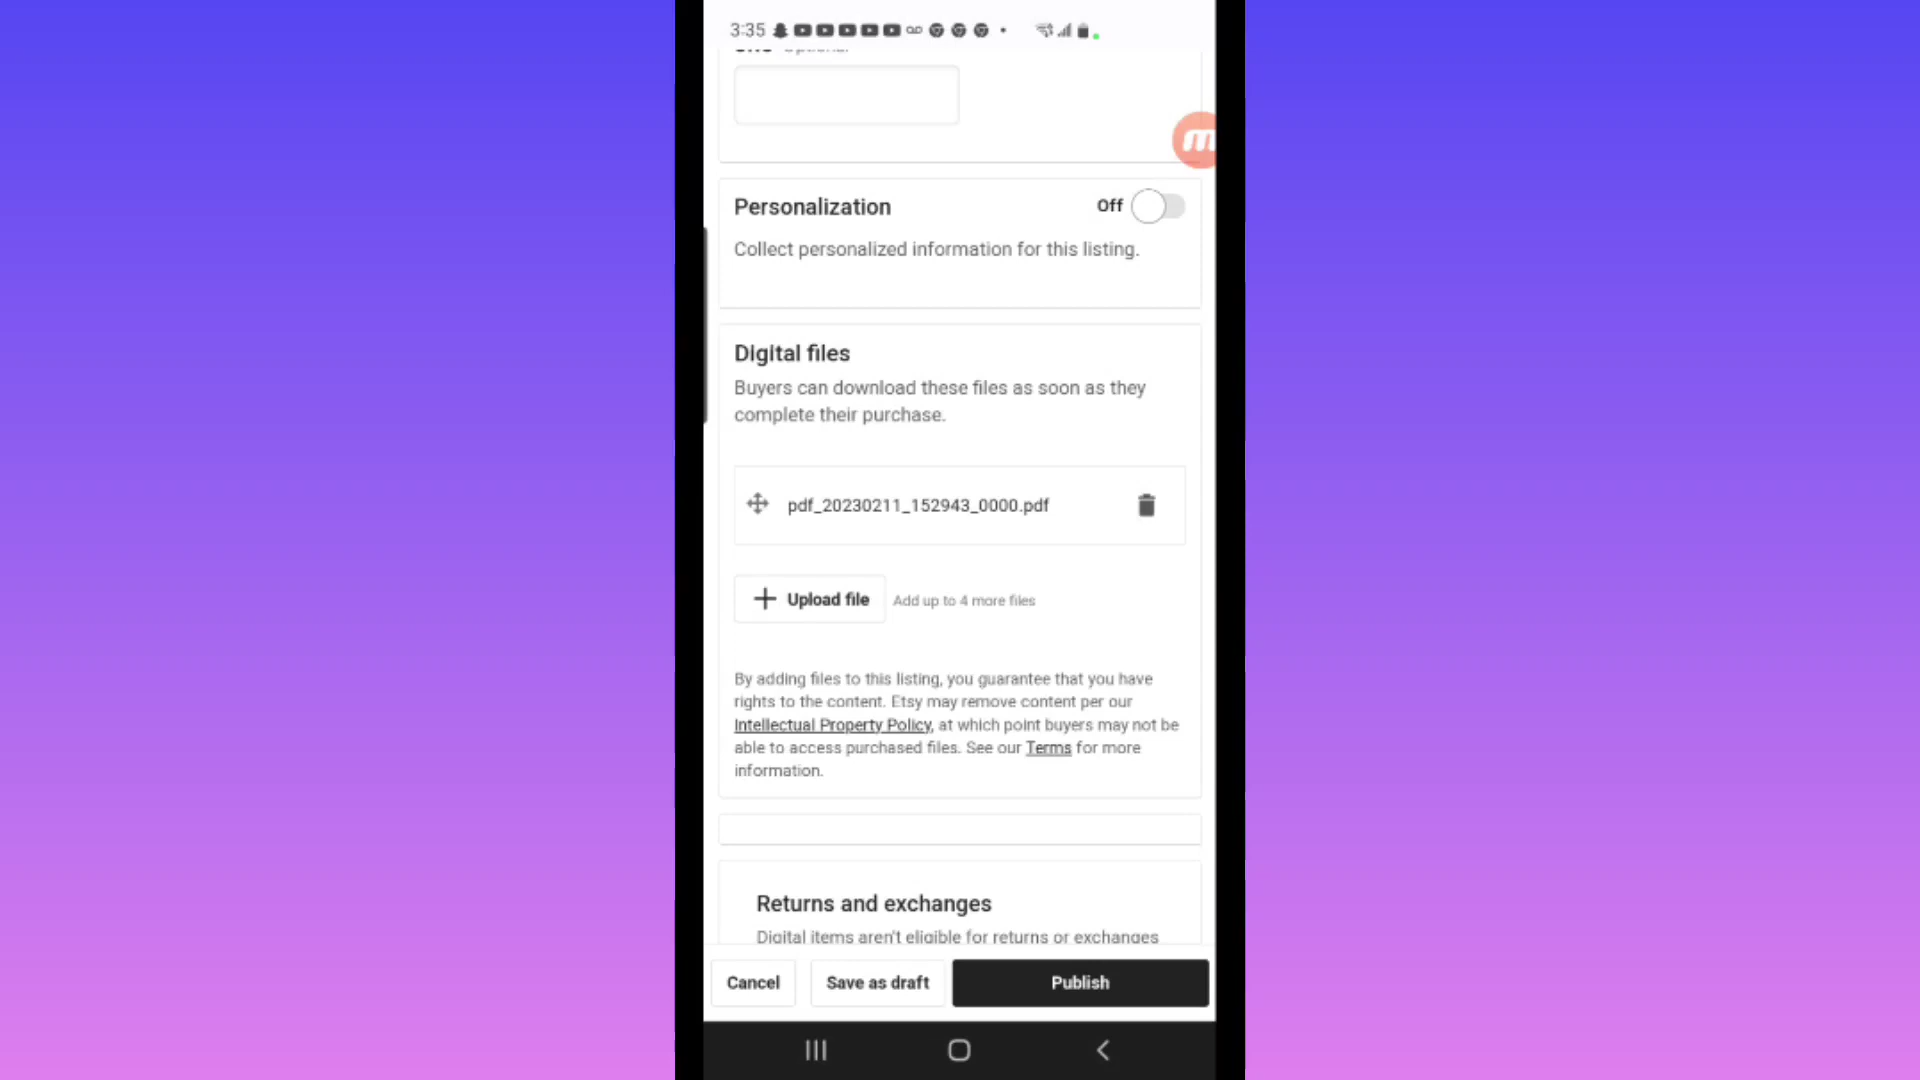 3:35
Personalization
Off
Collect personalized information for this listing.
Digital files
Buyers can download these files as soon as they
complete their purchase.
pdf_20230211_152943_0000.pdf
Upload file
Add up to 4 more files
By adding files to this listing, you guarantee that you have
rights to the content. Etsy may remove content per our
Intellectual Property Policy, at which point buyers may not be
able to access purchased files. See our Terms for more
information.
Returns and exchanges
Digital items aren't eligible for returns or exchanges
Cancel
Save as draft
Publish